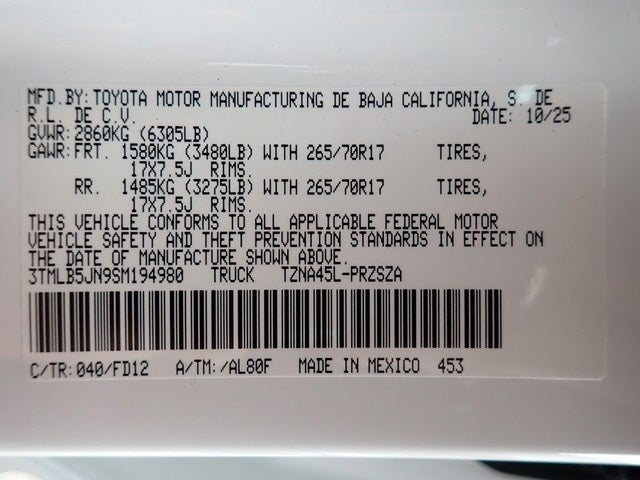 MFD.BY:TOYOTA MOTOR MANUFACTURING DE BAJA CALIFORNIA, S. DE
R.L. DE C.V. DATE: 10/25
GVWR:2860KG (6305LB)
GAWR:FRT. 1580KG (3480LB) WITH 265/70R17 TIRES,
17X7.5J RIMS.
RR. 1485KG (3275LB) WITH 265/70R17 TIRES,
17X7.5J RIMS.
THIS VEHICLE CONFORMS TO ALL APPLICABLE FEDERAL MOTOR
VEHICLE SAFETY AND THEFT PREVENTION STANDARDS IN EFFECT ON
THE DATE OF MANUFACTURE SHOWN ABOVE.
3TMLB5JN9SM194980 TRUCK TZNA45L-PRZSZA
C/TR:040/FD12 A/TM:/AL80F MADE IN MEXICO 453